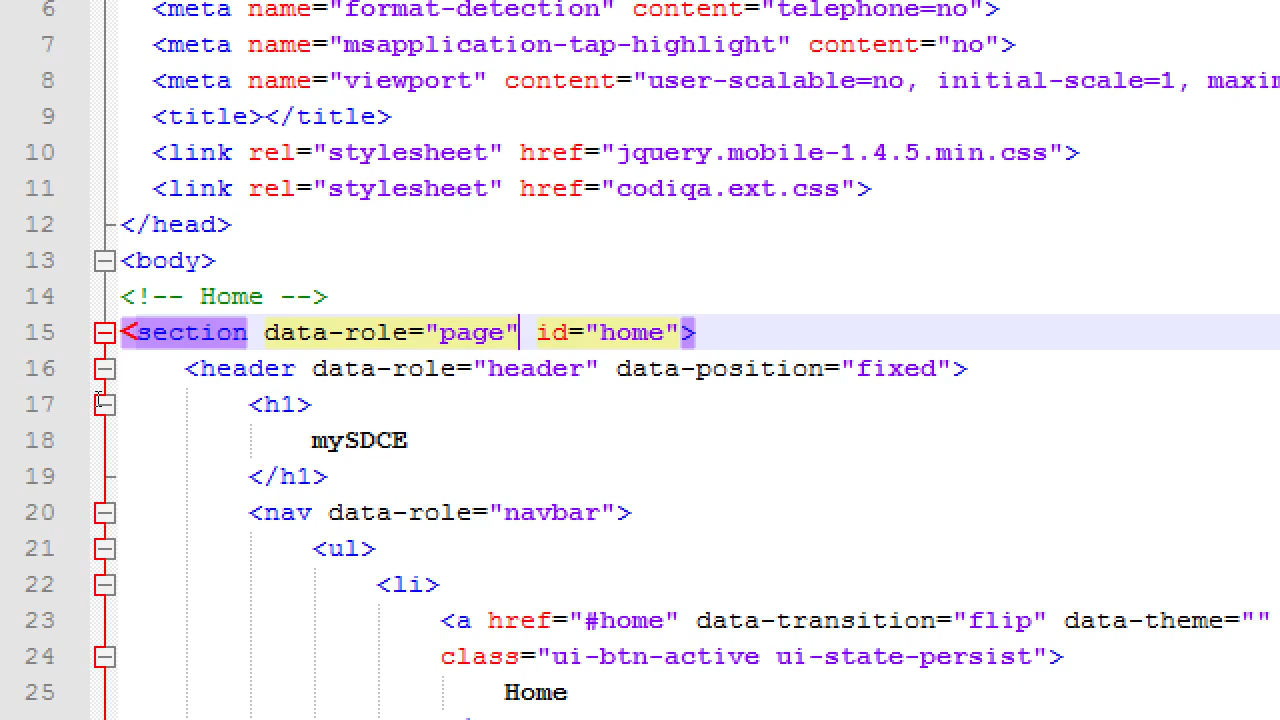 6 <meta name="format-detection" content="telephone=no">
7 <meta name="msapplication-tap-highlight" content="no">
8 <meta name="viewport" content="user-scalable=no, initial-scale=1,
9 <title></title>
10 <link rel="stylesheet" href="jquery.mobile-1.4.5.min.css">
11 <link rel="stylesheet" href="codiqa.ext.css">
12 </head>
13 <body>
14 <!-- Home -->
15 <section data-role="page" id="home">
16 <header data-role="header" data-position="fixed">
17 <h1>
18 mySDCE
19 </h1>
20 <nav data-role="navbar">
21 <ul>
22 <li>
23 <a href="#home" data-transition="flip" data-theme=""
24 class="ui-btn-active ui-state-persist">
25 Home